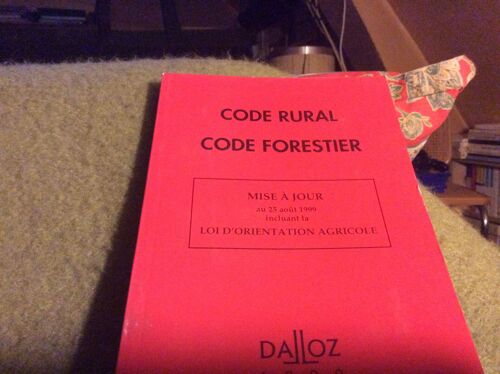 CODE RURAL
CODE FORESTIER
MISE À JOUR
au 25 août 1999
incluant la
LOI D'ORIENTATION AGRICOLE
DALLOZ